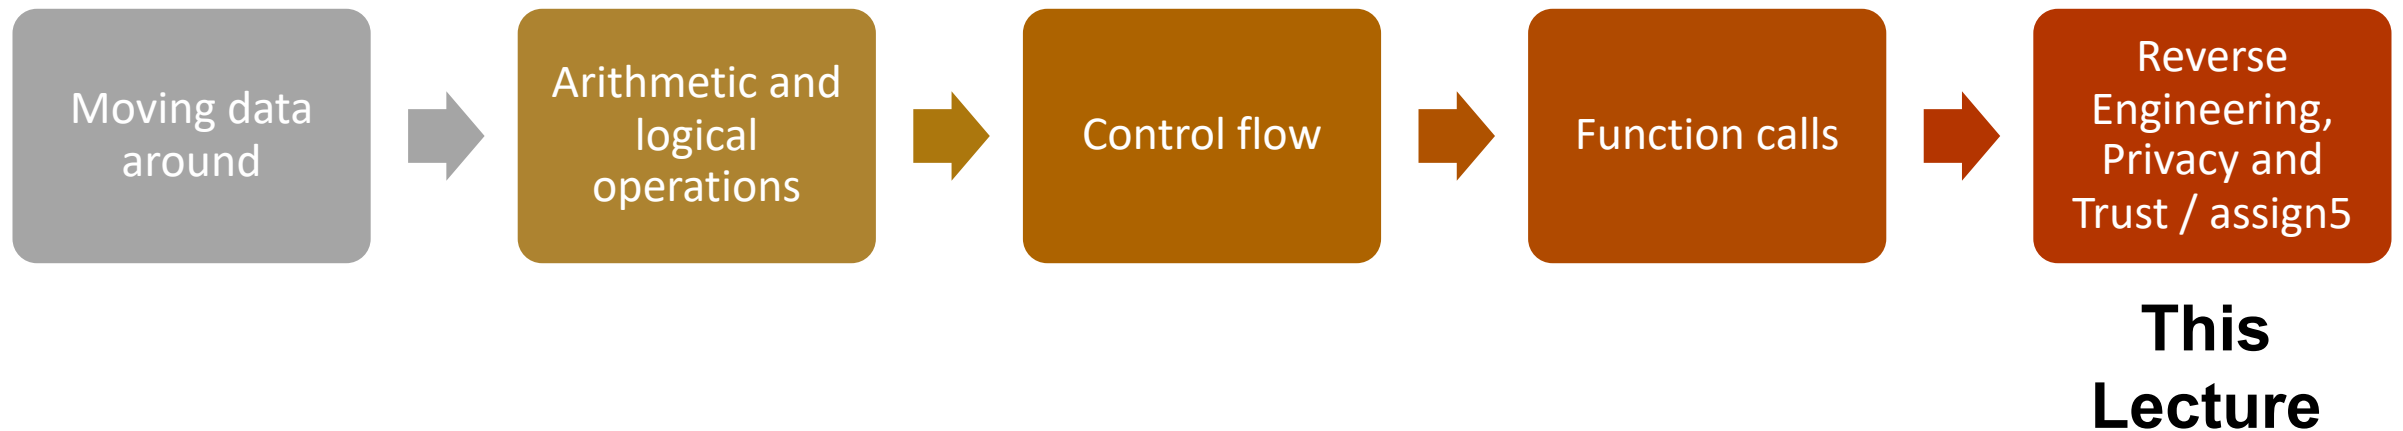 Moving data
around
Arithmetic and
logical
operations
Control flow
Function calls
Reverse
Engineering,
Privacy and
Trust / assign5
This
Lecture